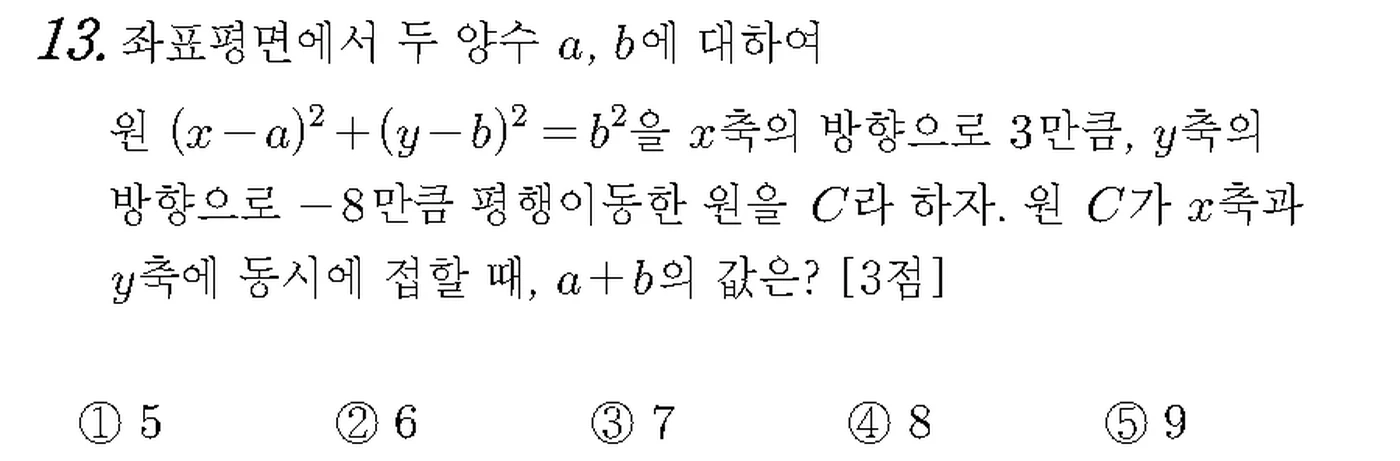 13. 좌표평면에서 두 양수 a, b에 대하여
원 (x-a)²+(y-b)²=b²을 x축의 방향으로 3만큼, y축의
방향으로 -8만큼 평행이동한 원을 C라 하자. 원 C가 x축과
y축에 동시에 접할 때, a+b의 값은? [3점]
① 5 ② 6 ③ 7 ④ 8 ⑤ 9